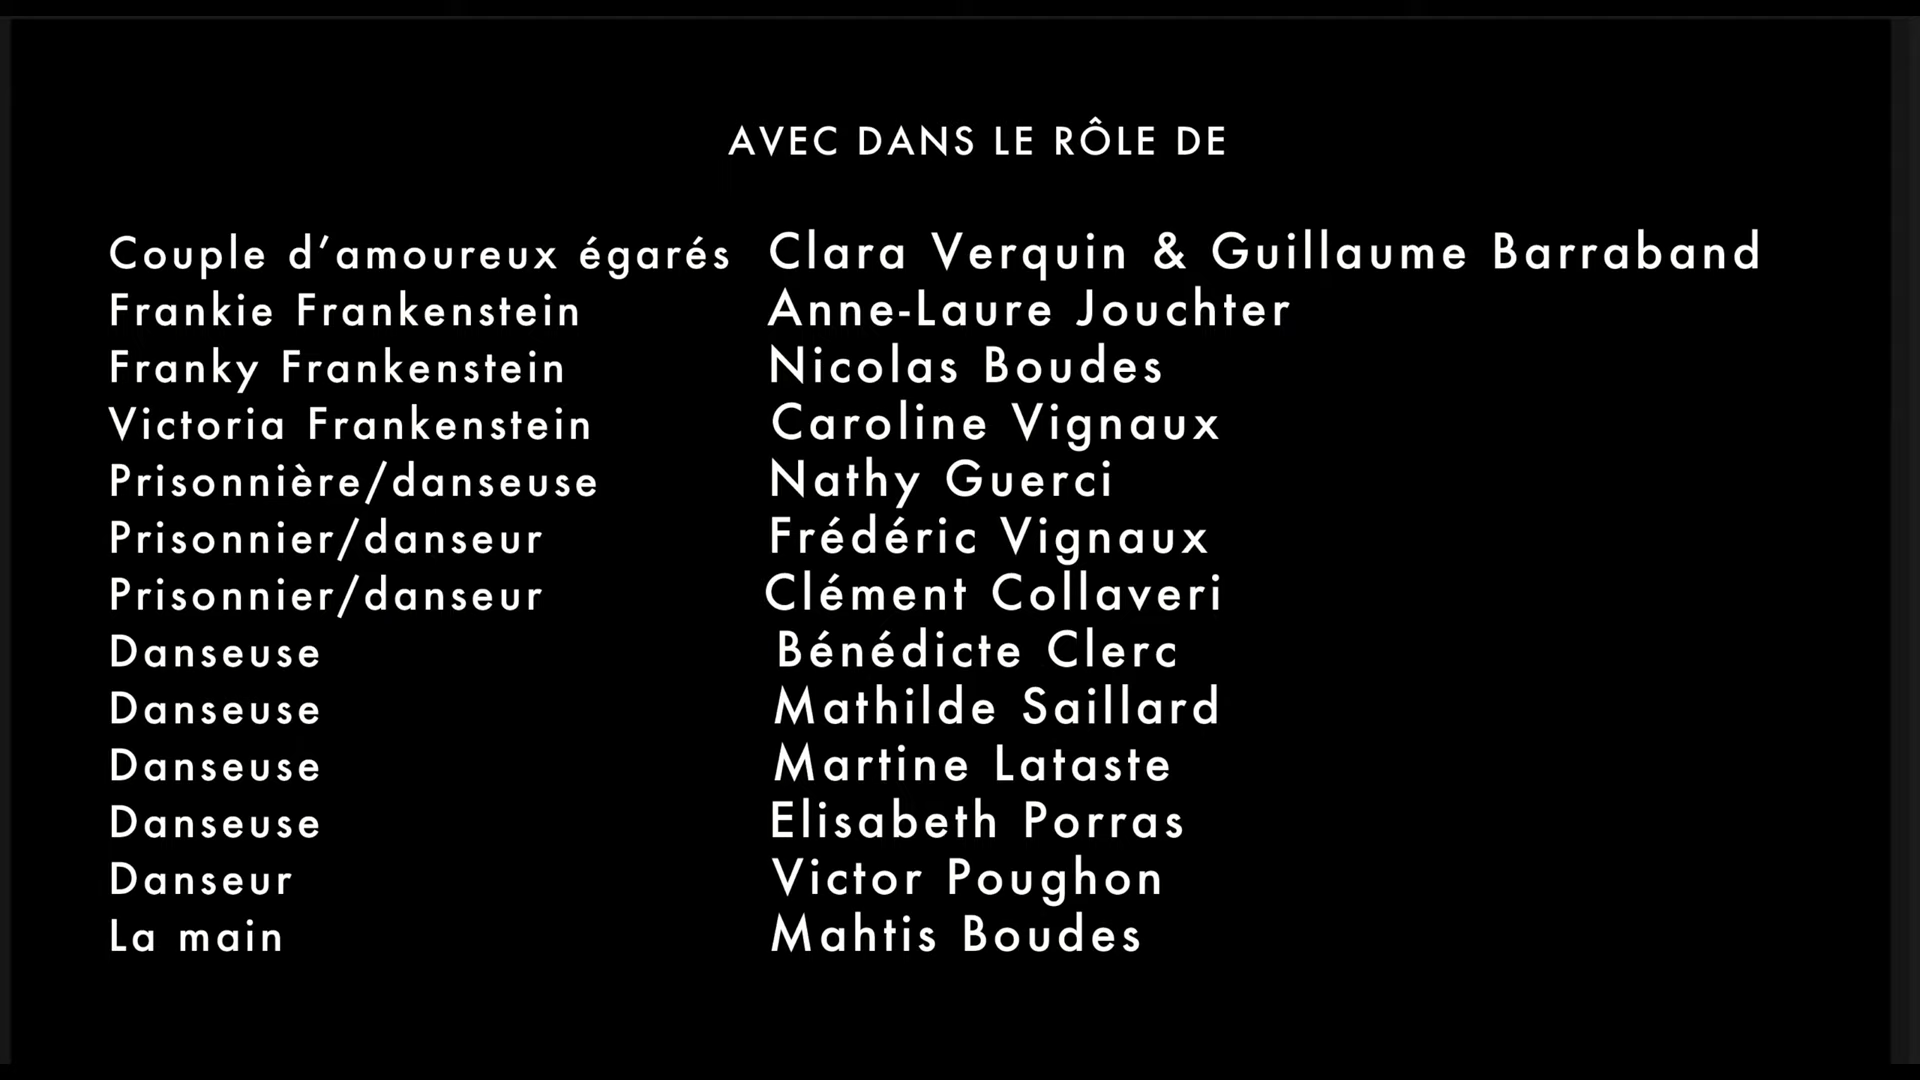 AVEC DANS LE RÔLE DE
Couple d’amoureux égarés Clara Verquin & Guillaume Barraband
Frankie Frankenstein Anne-Laure Jouchter
Franky Frankenstein Nicolas Boudes
Victoria Frankenstein Caroline Vignaux
Prisonnière/danseuse Nathy Guerci
Prisonnier/danseur Frédéric Vignaux
Prisonnier/danseur Clément Collaveri
Danseuse Bénédicte Clerc
Danseuse Mathilde Saillard
Danseuse Martine Lataste
Danseuse Elisabeth Porras
Danseur Victor Poughon
La main Mahtis Boudes